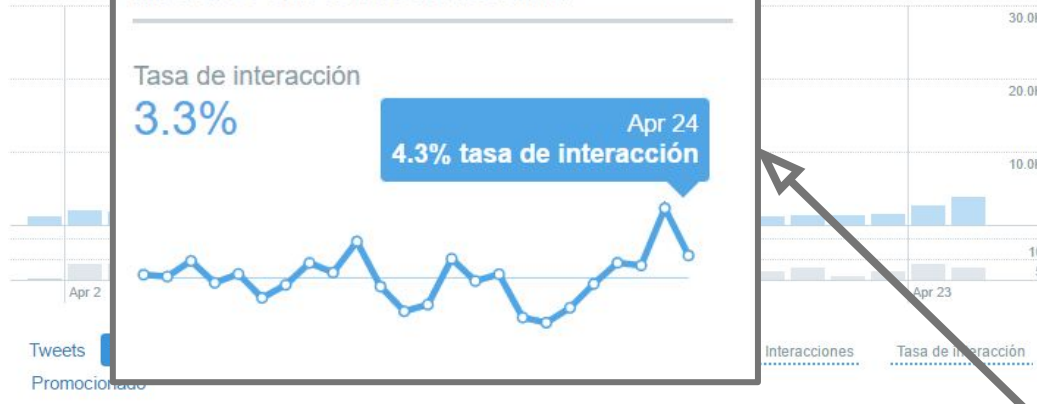 30.0
Tasa de interacción
3.3%
20.0
Apr 24
4.3% tasa de interacción
10.0
Apr 2
Apr 23
Tweets
Interacciones
Tasa de interacción
Promocionado